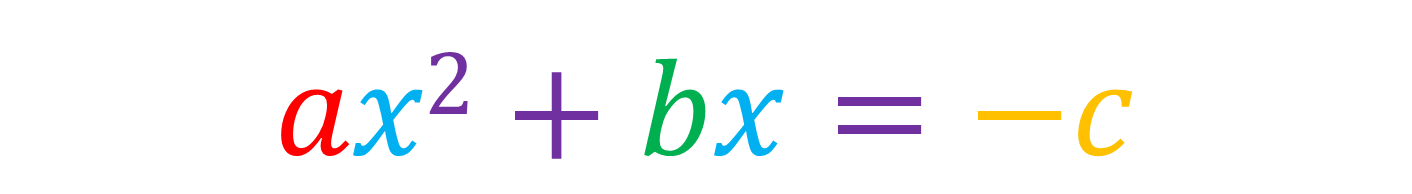 ax² + bx = −c